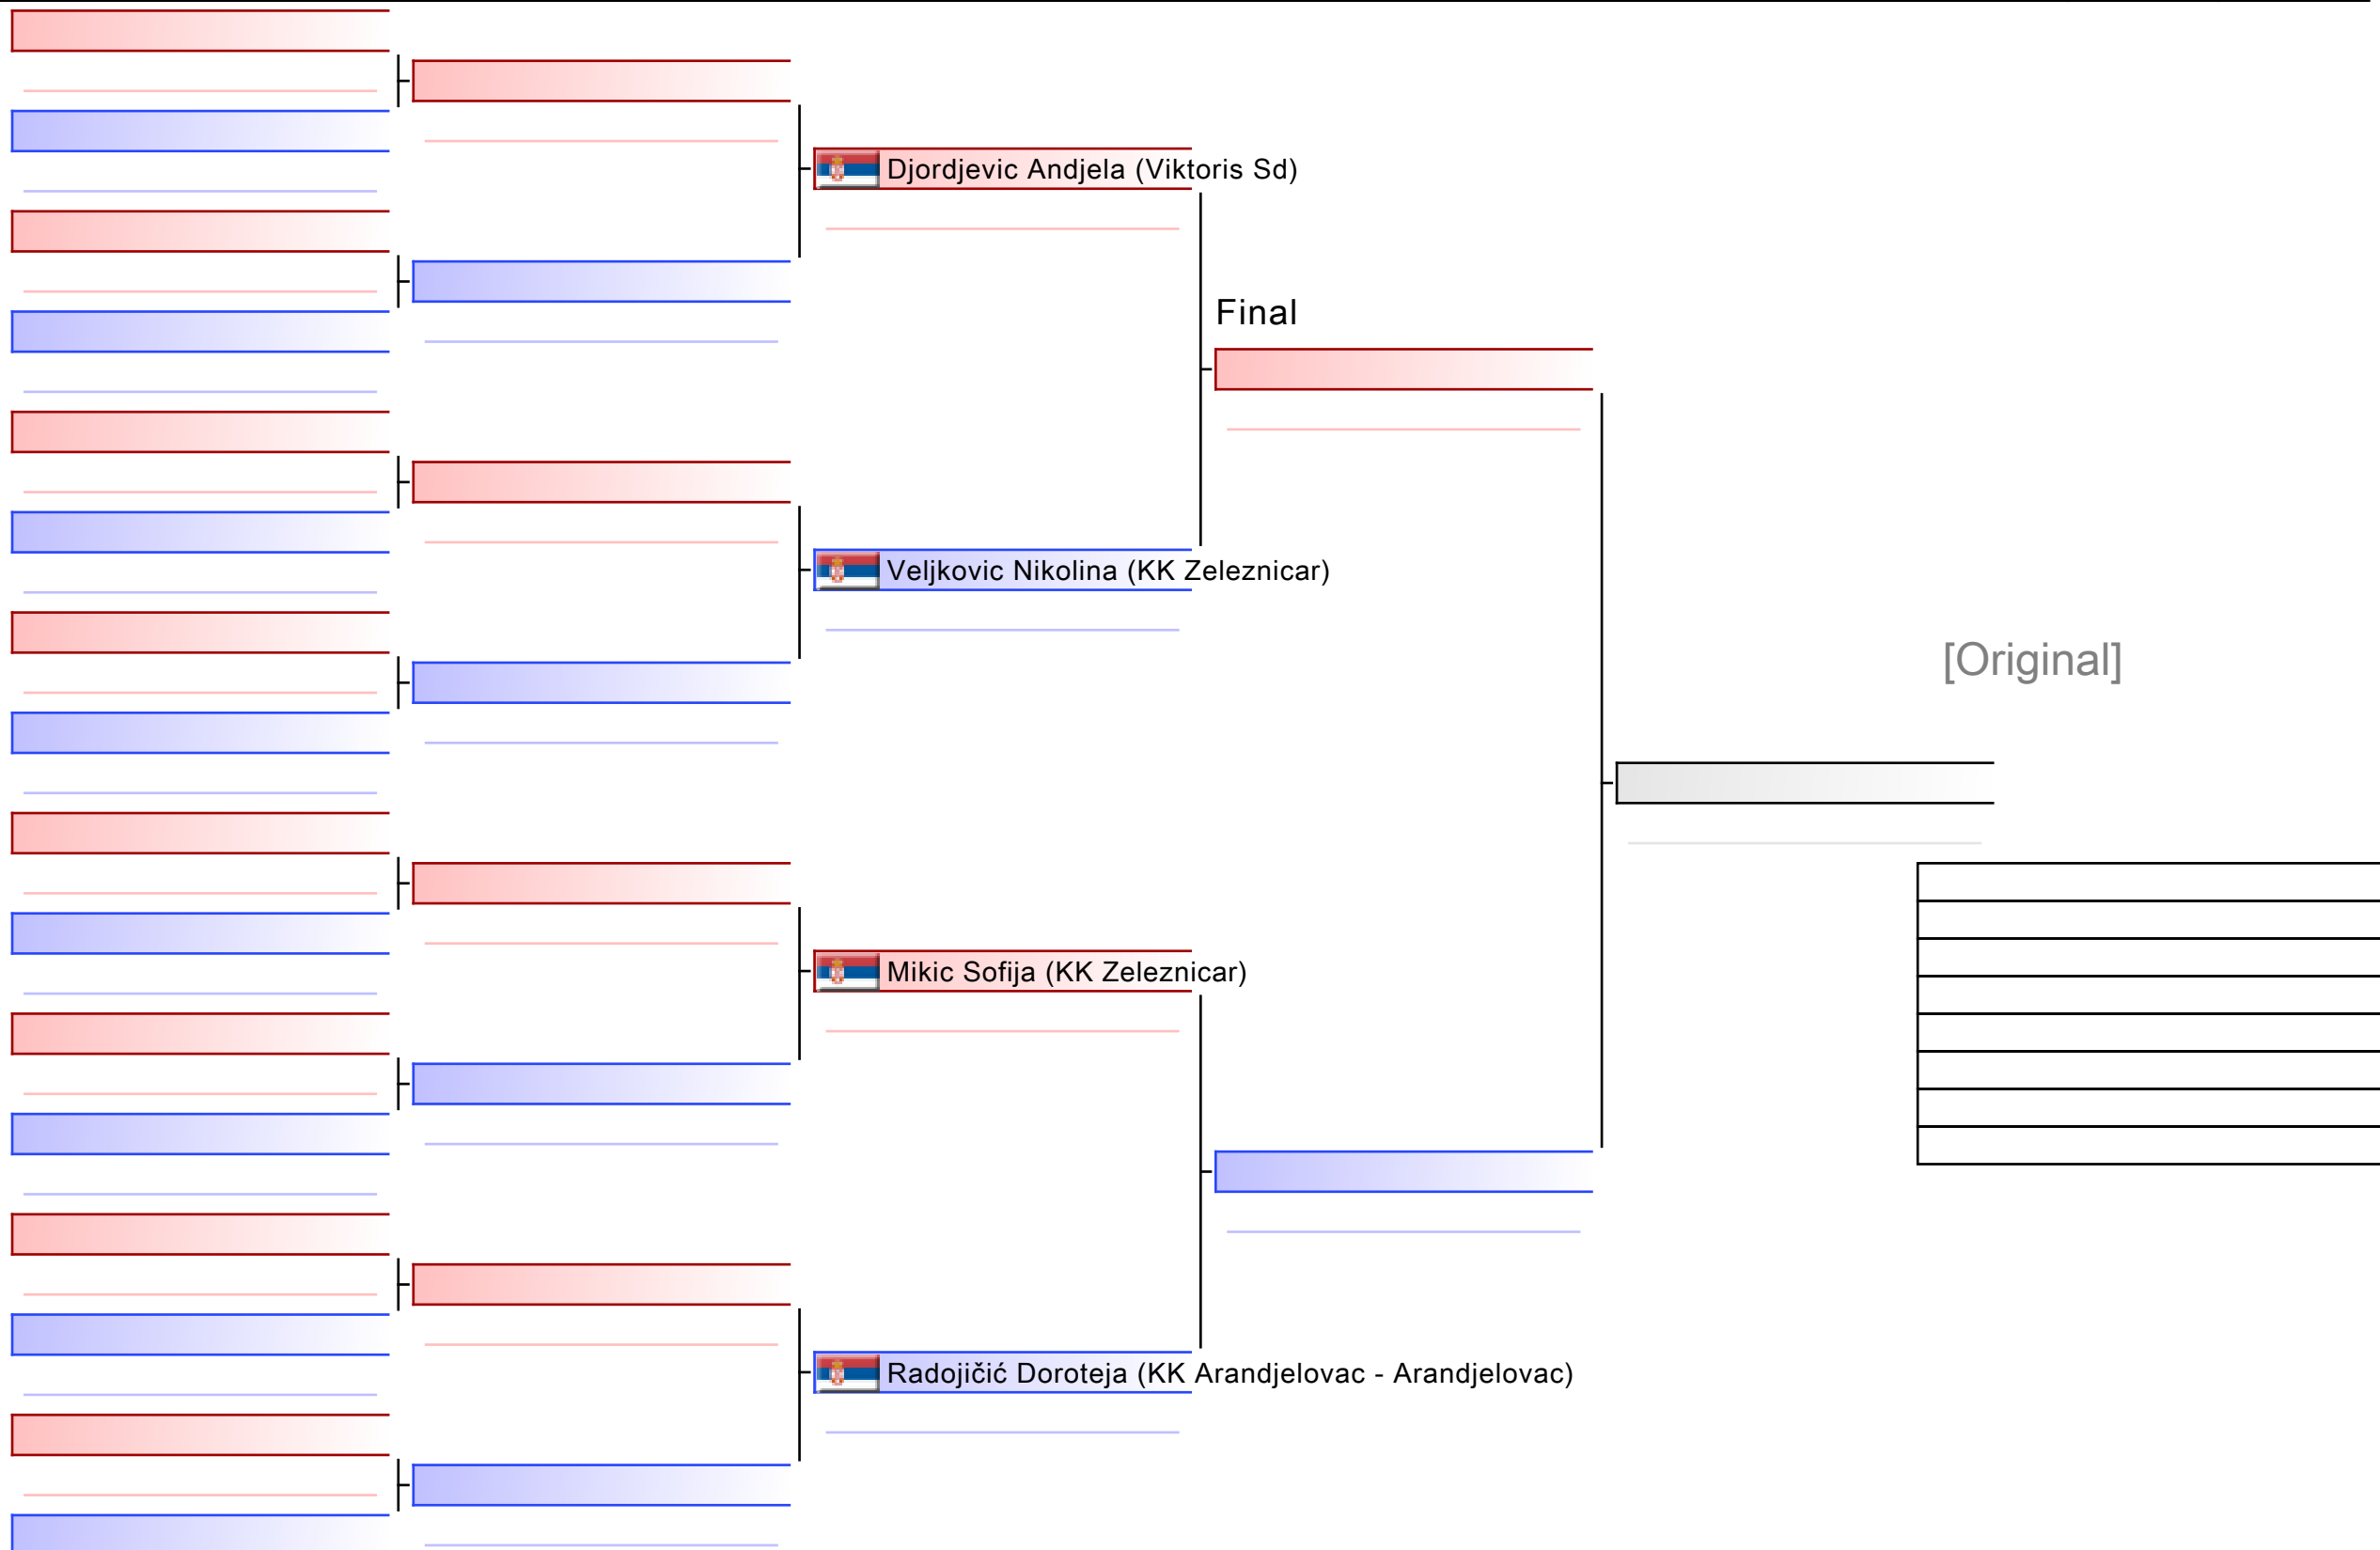 Djordjevic Andjela (Viktoris Sd)
Final
Veljkovic Nikolina (KK Zeleznicar)
[Original]
Mikic Sofija (KK Zeleznicar)
Radojičić Doroteja (KK Arandjelovac - Arandjelovac)